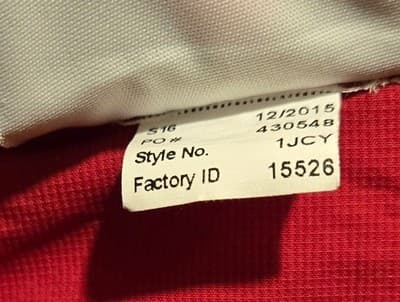 S16 12/2015
PO# 430548
Style No. 1JCY
Factory ID 15526